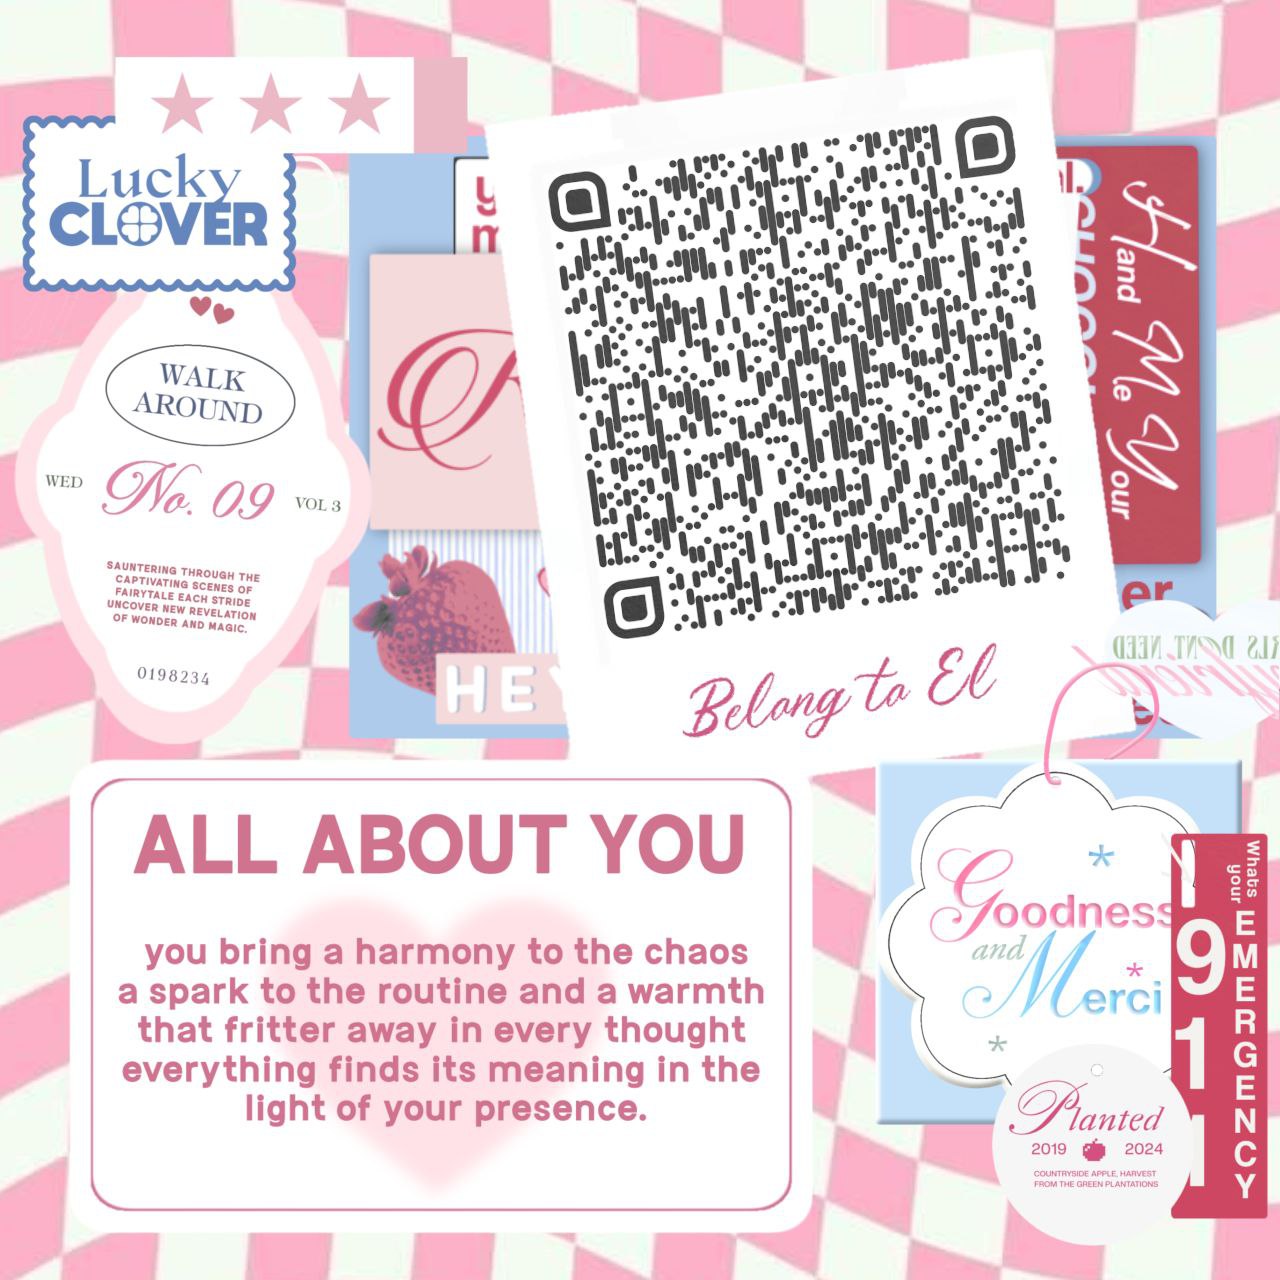 Lucky
CLOVER
WALK
AROUND
WED
No. 09
VOL 3
SAUNTERING THROUGH THE
CAPTIVATING SCENES OF
FAIRYTALE EACH STRIDE
UNCOVER NEW REVELATION
OF WONDER AND MAGIC.
0198234
HEY
Belong to El
Hand Me Your
er
DON'T NEED
ALL ABOUT YOU
you bring a harmony to the chaos
a spark to the routine and a warmth
that fritter away in every thought
everything finds its meaning in the
light of your presence.
Goodness
and
Merci
Whats
your
EMERGENCY
911
Planted
2019 2024
COUNTRYSIDE APPLE, HARVEST
FROM THE GREEN PLANTATIONS